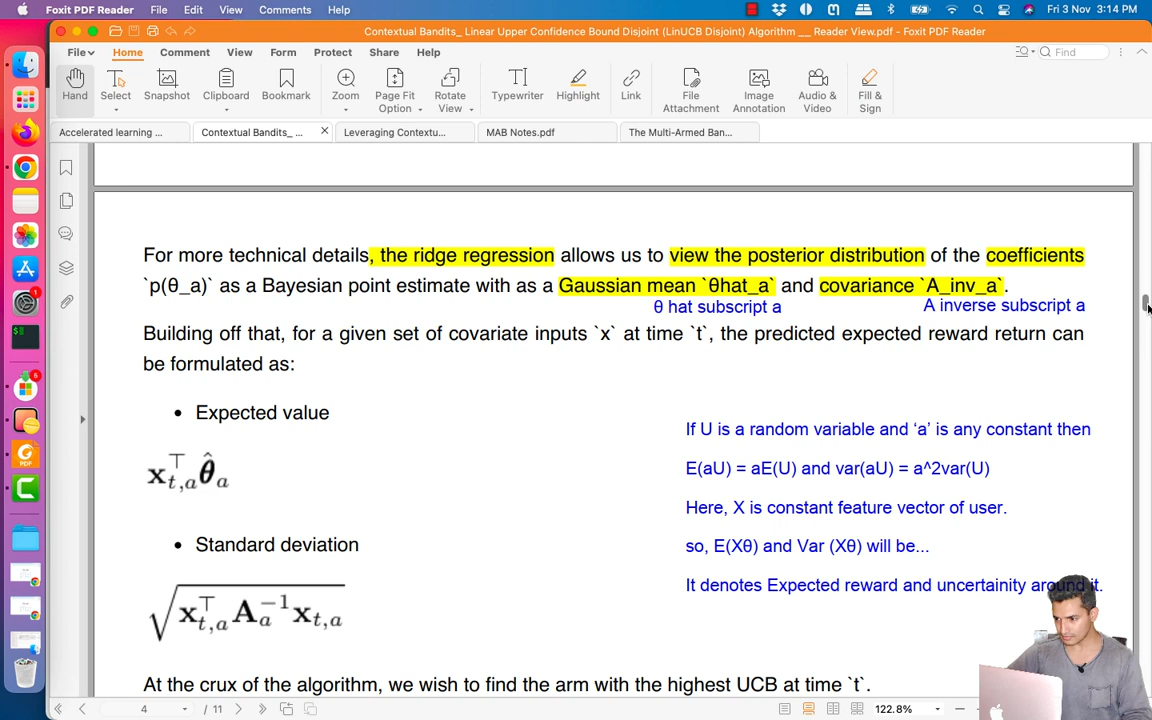 Foxit PDF Reader File Edit View Comments Help Fri 3 Nov 3:14 PM
Contextual Bandits_ Linear Upper Confidence Bound Disjoint (LinUCB Disjoint) Algorithm __ Reader View.pdf - Foxit PDF Reader
File Home Comment View Form Protect Share Help Find
Hand Select Snapshot Clipboard Bookmark Zoom Page Fit Option Rotate View Typewriter Highlight Link File Attachment Image Annotation Audio & Video Fill & Sign
Accelerated learning ... Contextual Bandits_ ... Leveraging Contextu... MAB Notes.pdf The Multi-Armed Ban...
For more technical details, the ridge regression allows us to view the posterior distribution of the coefficients
`p(θ_a)` as a Bayesian point estimate with as a Gaussian mean `θhat_a` and covariance `A_inv_a`.
θ hat subscript a A inverse subscript a
Building off that, for a given set of covariate inputs `x` at time `t`, the predicted expected reward return can
be formulated as:
• Expected value
x⊤t,a θ̂a
• Standard deviation
√x⊤t,a A−1a xt,a
If U is a random variable and ‘a’ is any constant then
E(aU) = aE(U) and var(aU) = a^2var(U)
Here, X is constant feature vector of user.
so, E(Xθ) and Var (Xθ) will be...
It denotes Expected reward and uncertainity around it.
At the crux of the algorithm, we wish to find the arm with the highest UCB at time `t`.
4 / 11 122.8%